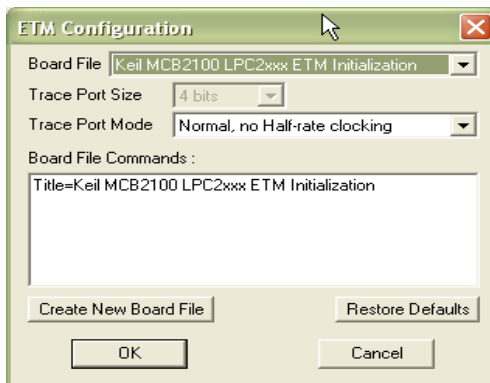 ETM Configuration
Board File Keil MCB2100 LPC2xxx ETM Initialization
Trace Port Size 4 bits
Trace Port Mode Normal, no Half-rate clocking
Board File Commands :
Title=Keil MCB2100 LPC2xxx ETM Initialization
Create New Board File Restore Defaults
OK Cancel